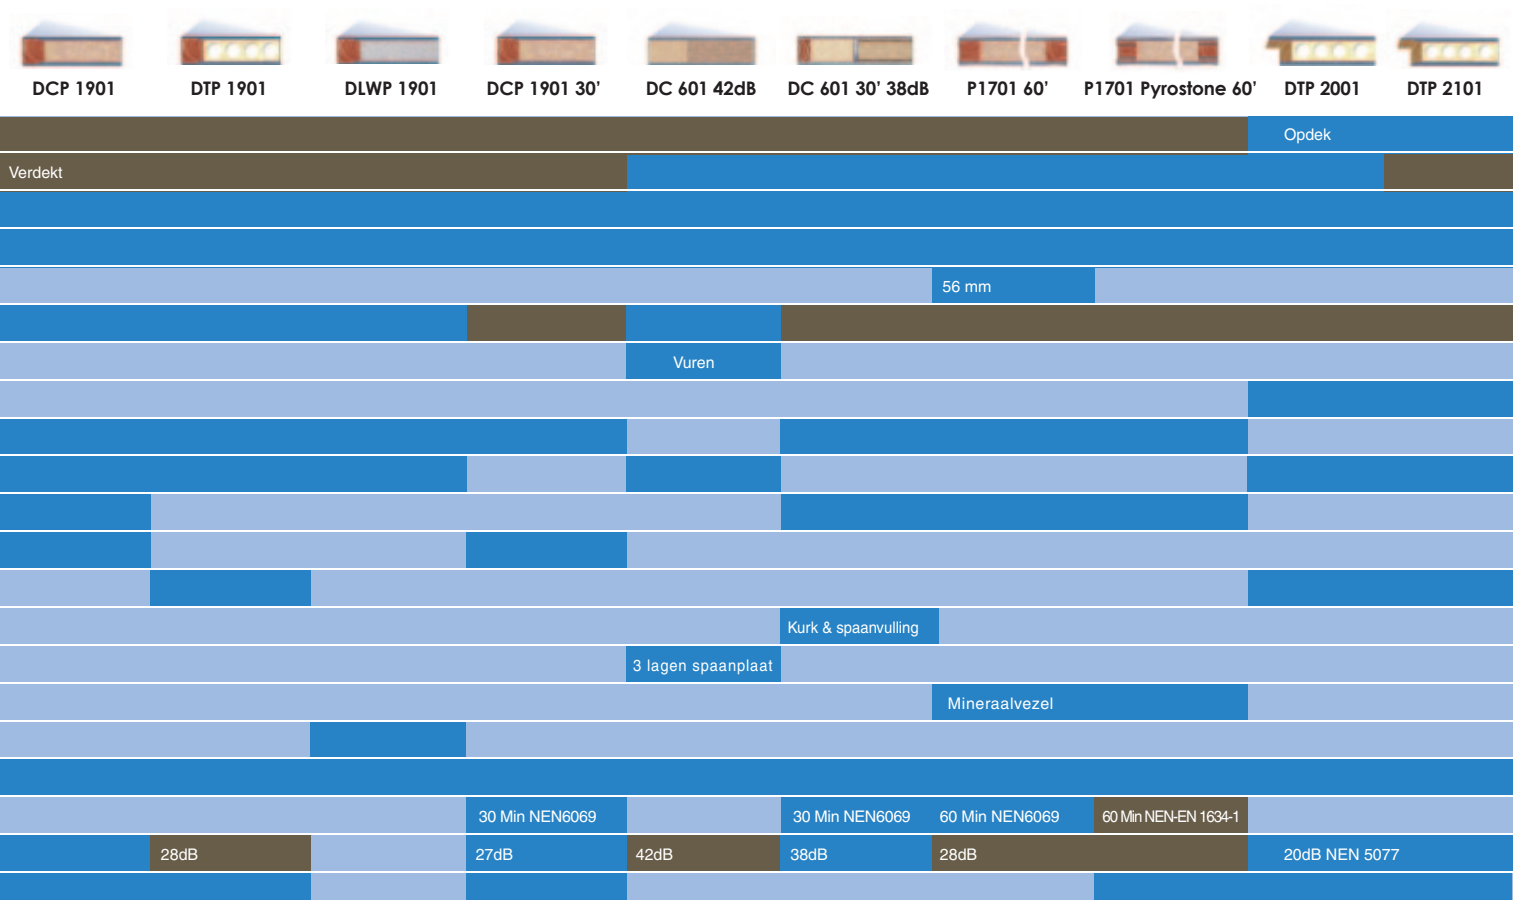 DCP 1901 DTP 1901 DLWP 1901 DCP 1901 30’ DC 601 42dB DC 601 30’ 38dB P1701 60’ P1701 Pyrostone 60’ DTP 2001 DTP 2101
Opdek
Verdekt
56 mm
Vuren
Kurk & spaanvulling
3 lagen spaanplaat
Mineraalvezel
30 Min NEN6069 30 Min NEN6069 60 Min NEN6069 60 Min NEN-EN 1634-1
28dB 27dB 42dB 38dB 28dB 20dB NEN 5077